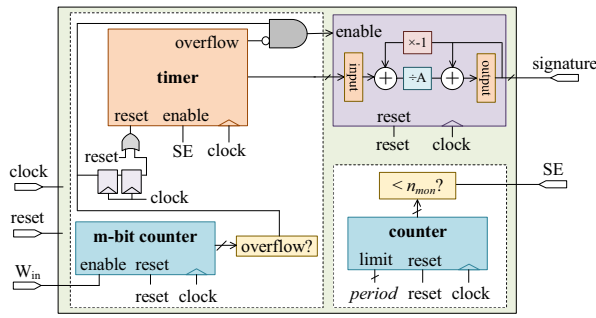 overflow
enable
timer
×-1
input
÷A
output
signature
reset enable
reset
SE
clock
reset
clock
reset
clock
clock
SE
< nmon?
reset
m-bit counter
overflow?
counter
enable reset
limit reset
Win
reset
clock
period
reset
clock